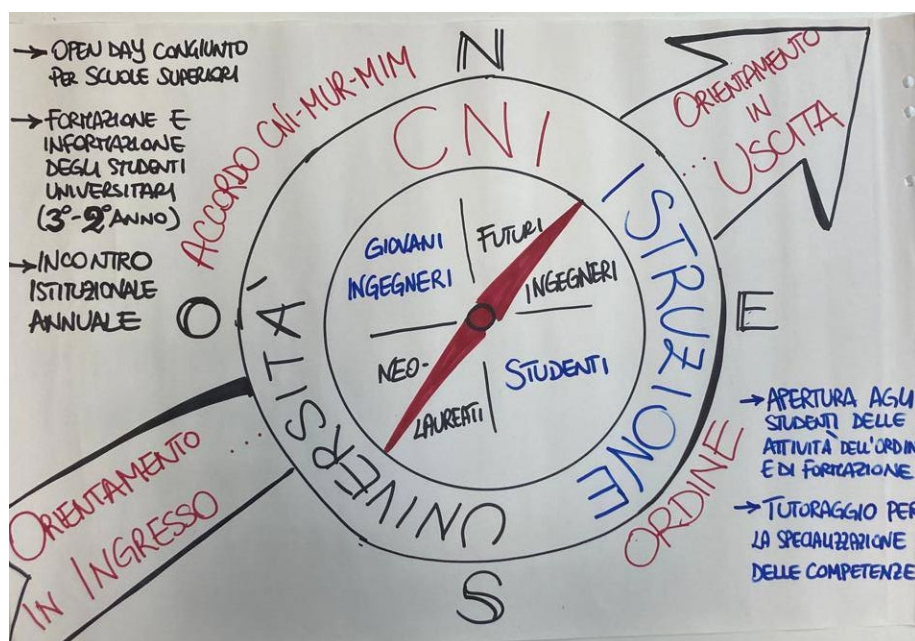 → OPEN DAY CONGIUNTO
PER SCUOLE SUPERIORI
→ FORMAZIONE E
INFORMAZIONE
DEGLI STUDENTI
UNIVERSITARI
(3°-2° ANNO)
→ INCONTRO
ISTITUZIONALE
ANNUALE
ACCORDO CNI-MUR-MIM
N
O
E
S
CNI
ISTRUZIONE
UNIVERSITÀ
GIOVANI
INGEGNERI
FUTURI
INGEGNERI
NEO-
LAUREATI
STUDENTI
ORIENTAMENTO
IN
USCITA
...
ORIENTAMENTO
IN INGRESSO
...
ORDINE
→ APERTURA AGLI
STUDENTI DELLE
ATTIVITÀ DELL'ORDIN
E DI FORMAZIONE
→ TUTORAGGIO PER
LA SPECIALIZZAZIONE
DELLE COMPETENZE